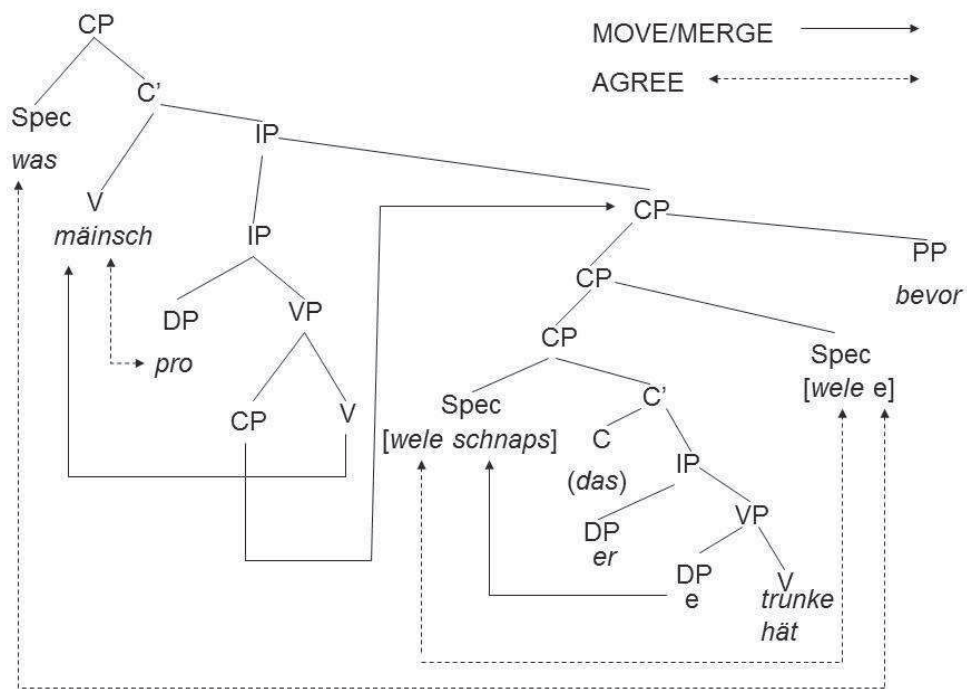 CP
MOVE/MERGE
AGREE
C'
Spec
was
IP
V
mäinsch
CP
IP
PP
bevor
CP
DP
pro
VP
CP
Spec
[wele e]
CP
V
Spec
[wele schnaps]
C'
C
(das)
IP
DP
er
VP
DP
e
V
trunke
hät